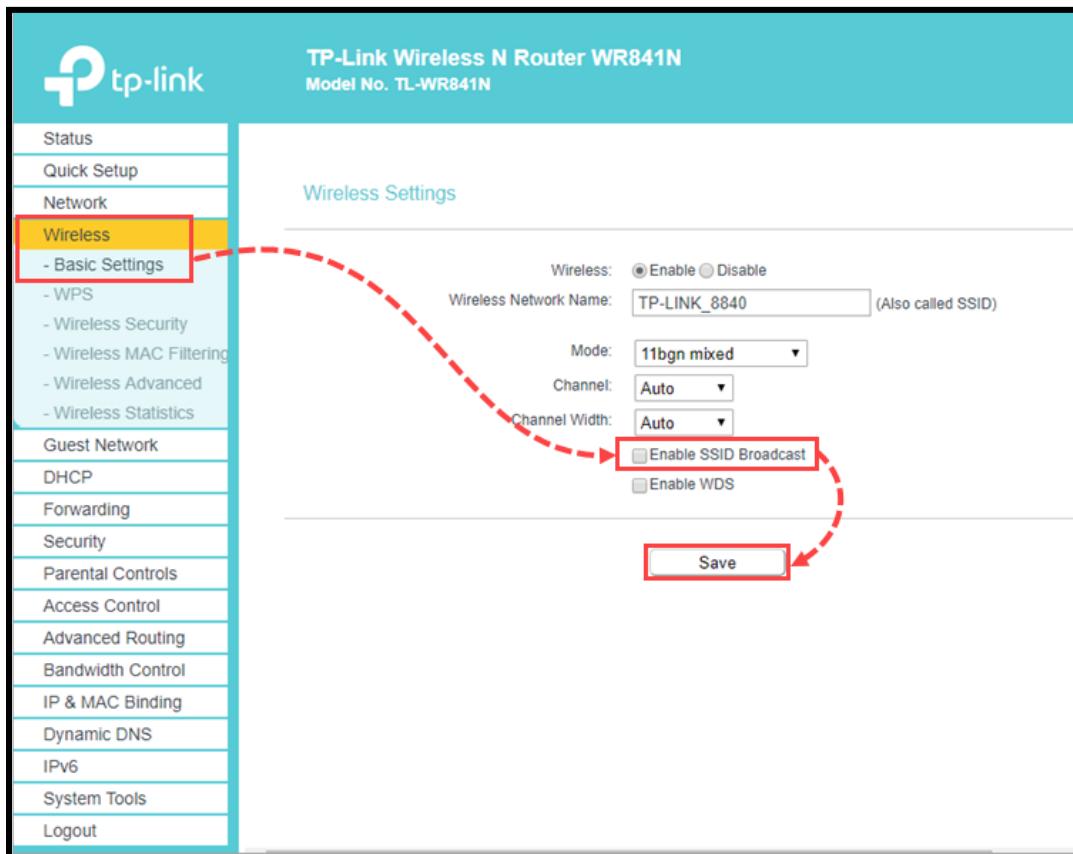 tp-link
TP-Link Wireless N Router WR841N
Model No. TL-WR841N
Status
Quick Setup
Network
Wireless
- Basic Settings
- WPS
- Wireless Security
- Wireless MAC Filtering
- Wireless Advanced
- Wireless Statistics
Guest Network
DHCP
Forwarding
Security
Parental Controls
Access Control
Advanced Routing
Bandwidth Control
IP & MAC Binding
Dynamic DNS
IPv6
System Tools
Logout
Wireless Settings
Wireless: Enable Disable
Wireless Network Name: TP-LINK_8840 (Also called SSID)
Mode: 11bgn mixed
Channel: Auto
Channel Width: Auto
Enable SSID Broadcast
Enable WDS
Save